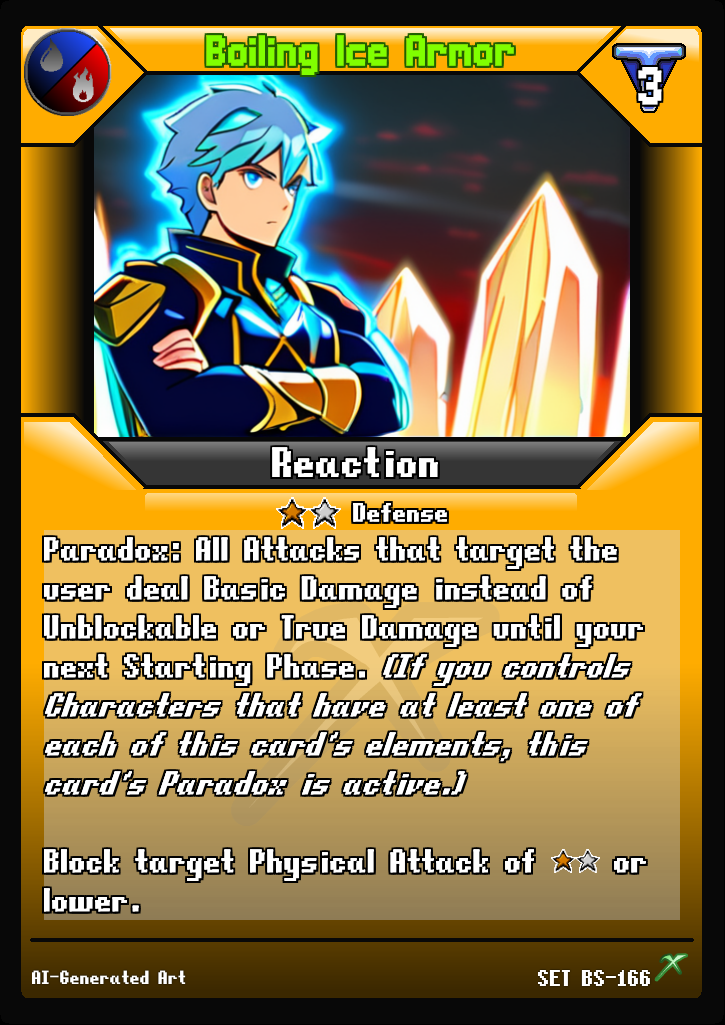 Boiling Ice Armor
3
Reaction
Defense
Paradox: All Attacks that target the
user deal Basic Damage instead of
Unblockable or True Damage until your
next Starting Phase. (If you controls
Characters that have at least one of
each of this card's elements, this
card's Paradox is active.)
Block target Physical Attack of or
lower.
AI-Generated Art
SET BS-166